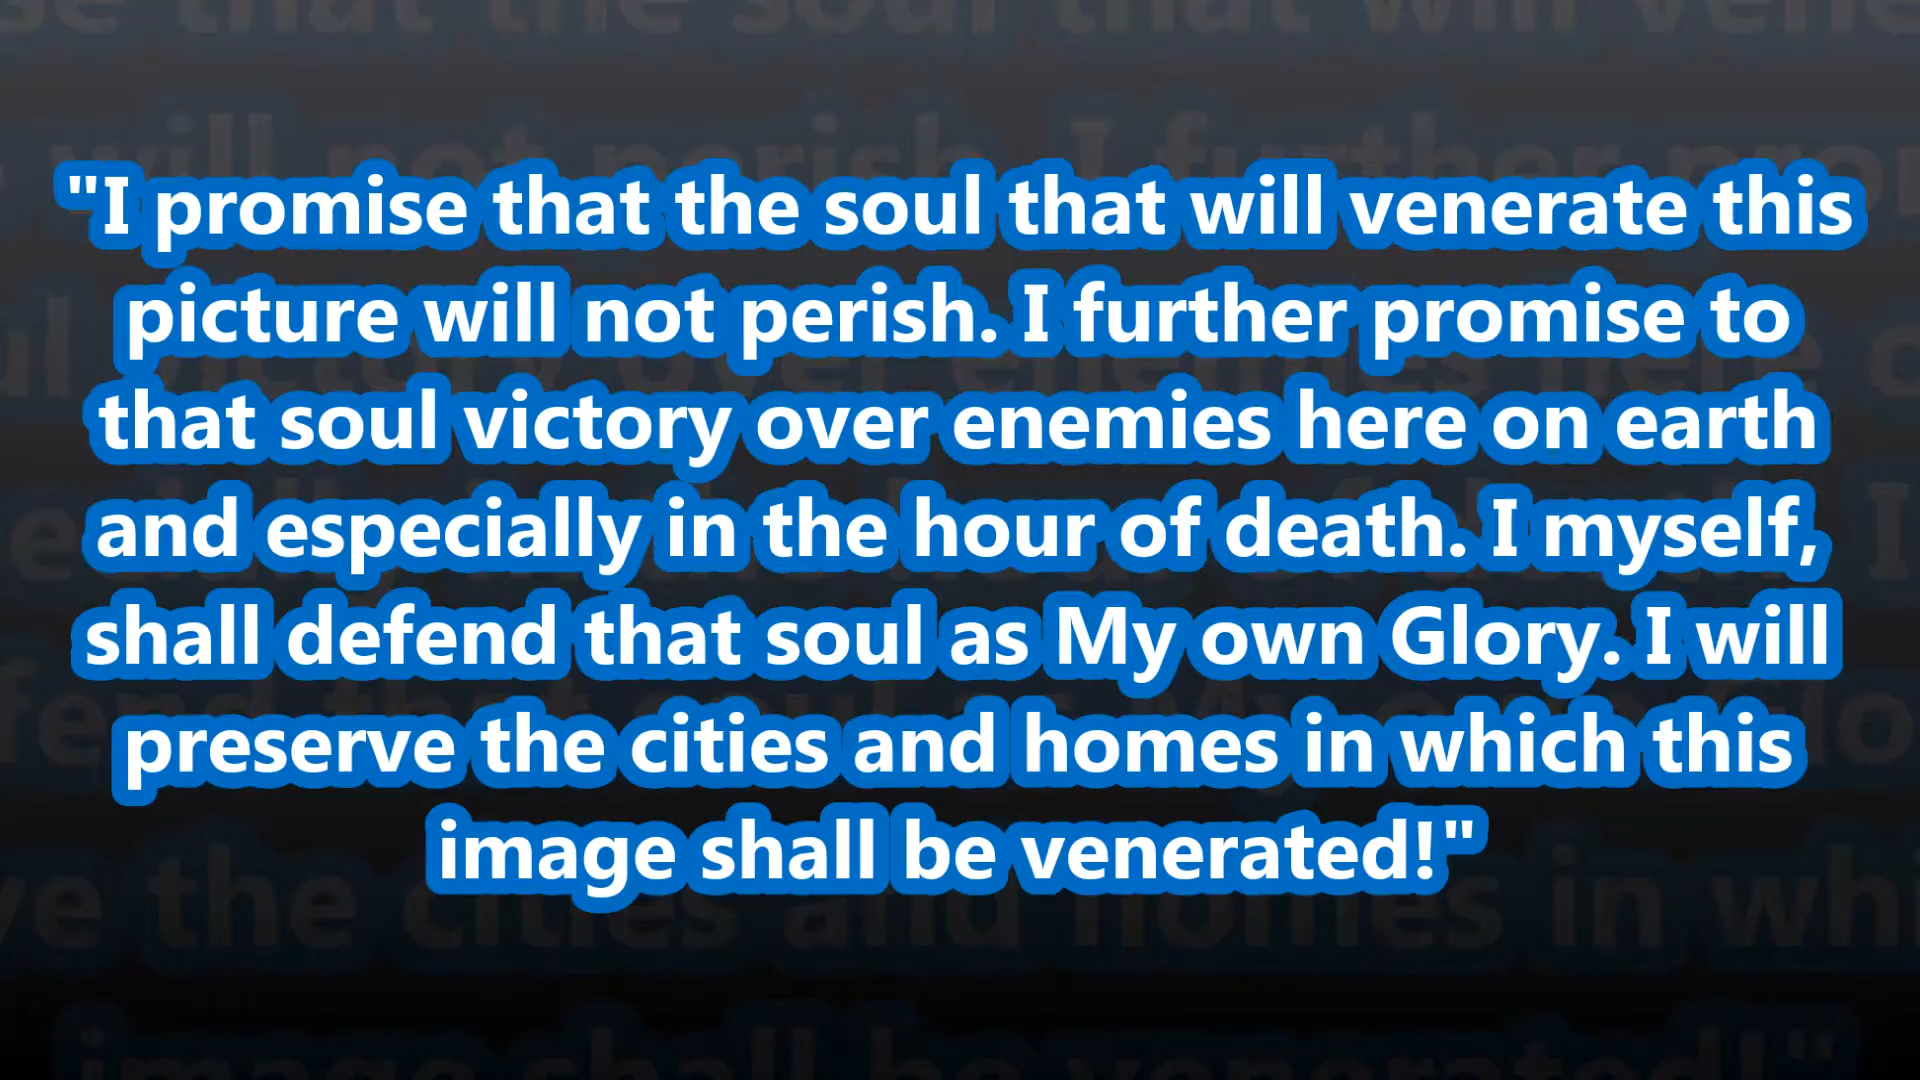 "I promise that the soul that will venerate this
picture will not perish. I further promise to
that soul victory over enemies here on earth
and especially in the hour of death. I myself,
shall defend that soul as My own Glory. I will
preserve the cities and homes in which this
image shall be venerated!"